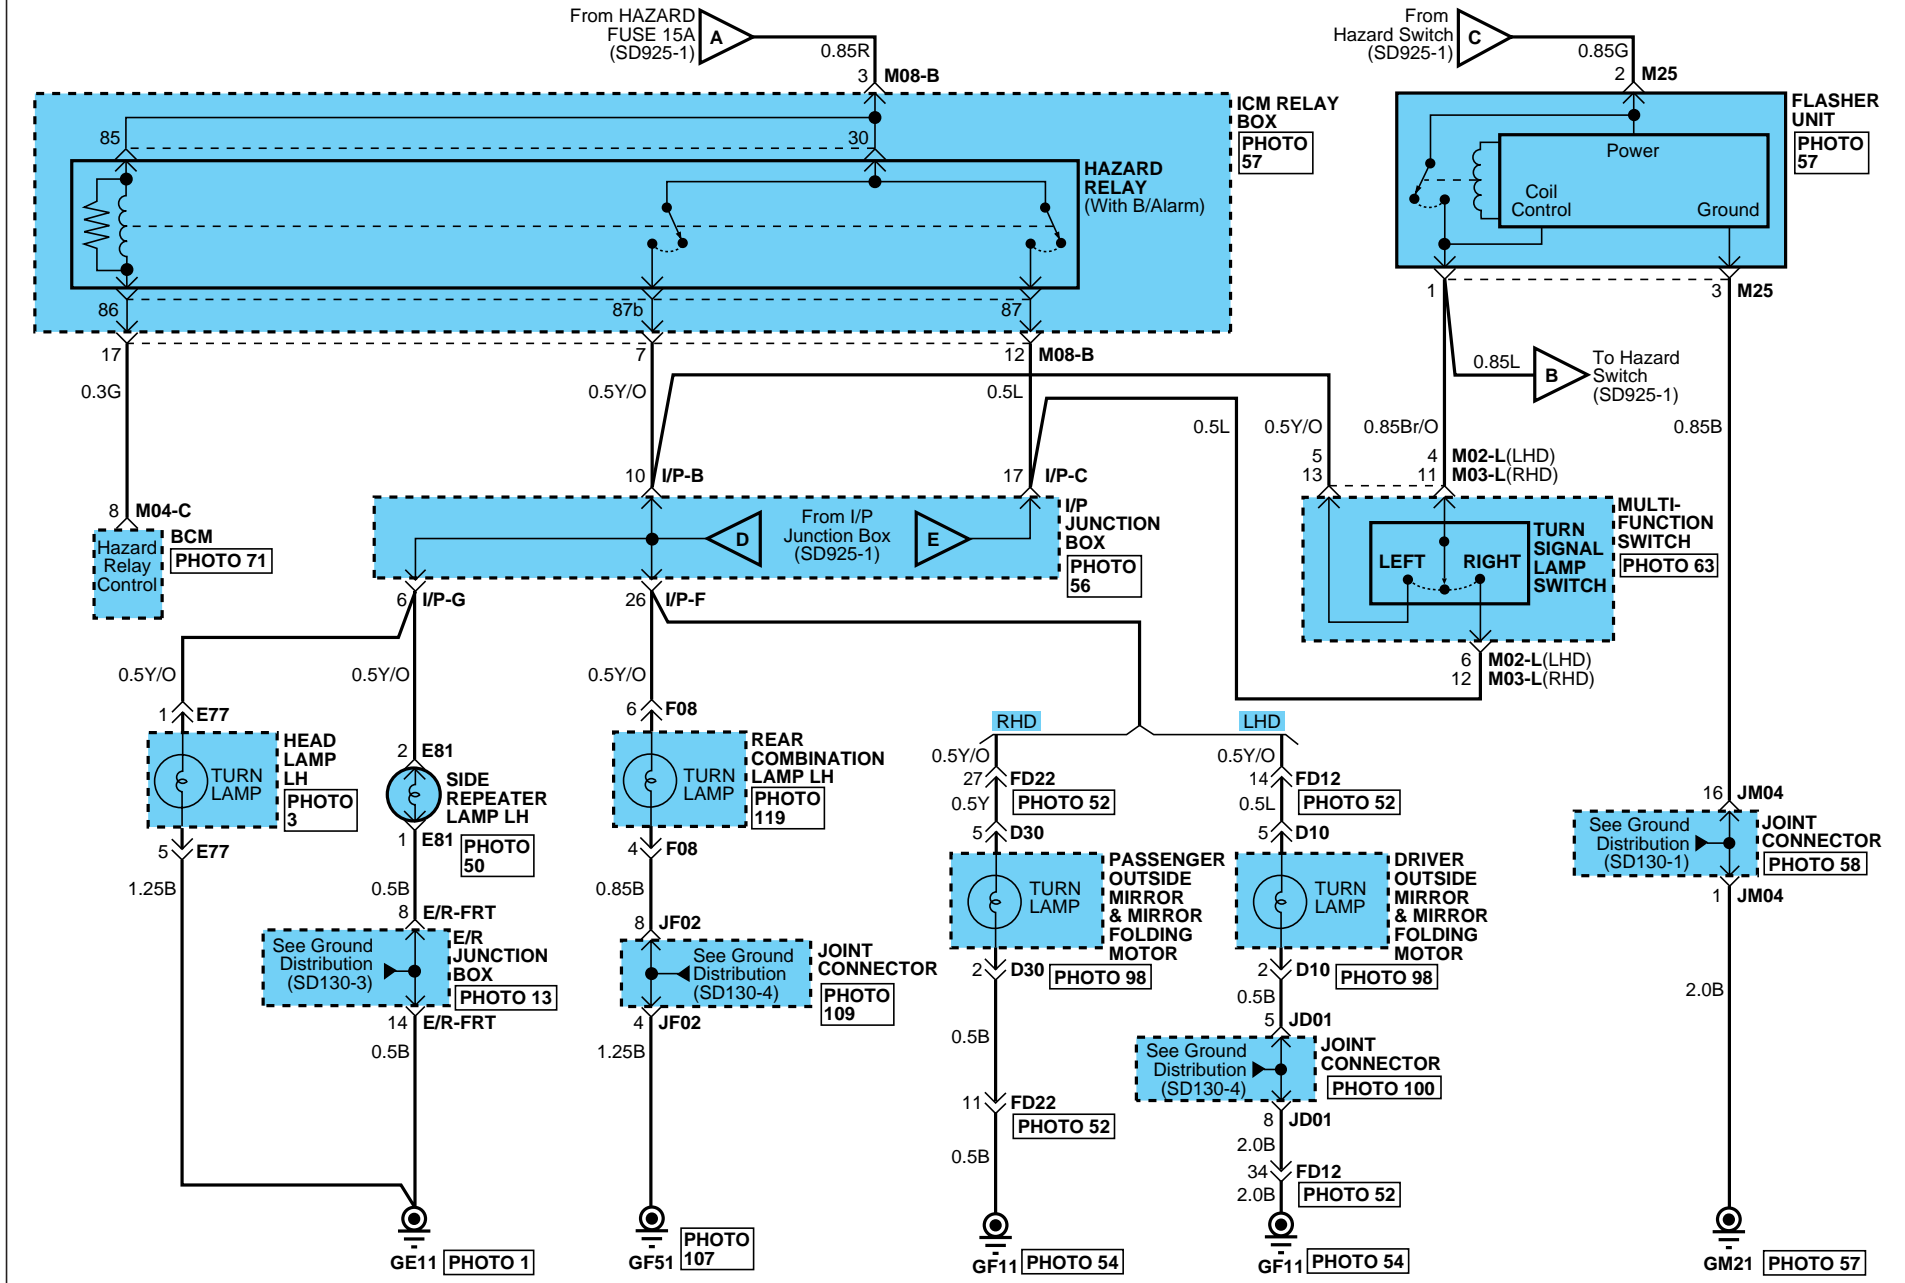 From HAZARD
FUSE 15A
(SD925-1)
A
0.85R
3 M08-B
From
Hazard Switch
(SD925-1)
C
0.85G
2 M25
ICM RELAY
BOX
PHOTO
57
85
30
HAZARD
RELAY
(With B/Alarm)
86
87b
87
17
7
12 M08-B
0.3G
0.5Y/O
0.5L
FLASHER
UNIT
PHOTO
57
Power
Coil
Control
Ground
1
3 M25
0.85L
B
To Hazard
Switch
(SD925-1)
0.5L
0.5Y/O
0.85Br/O
0.85B
5
13
4 M02-L(LHD)
11 M03-L(RHD)
8 M04-C
Hazard
Relay
Control
BCM
PHOTO 71
10 I/P-B
17 I/P-C
D
From I/P
Junction Box
(SD925-1)
E
I/P
JUNCTION
BOX
PHOTO
56
6 I/P-G
26 I/P-F
LEFT
RIGHT
TURN
SIGNAL
LAMP
SWITCH
MULTI-
FUNCTION
SWITCH
PHOTO 63
6 M02-L(LHD)
12 M03-L(RHD)
0.5Y/O
0.5Y/O
0.5Y/O
1 E77
TURN
LAMP
HEAD
LAMP
LH
PHOTO
3
5 E77
1.25B
2 E81
SIDE
REPEATER
LAMP LH
PHOTO
50
1 E81
0.5B
8 E/R-FRT
See Ground
Distribution
(SD130-3)
E/R
JUNCTION
BOX
PHOTO 13
14 E/R-FRT
0.5B
GE11
PHOTO 1
6 F08
TURN
LAMP
REAR
COMBINATION
LAMP LH
PHOTO
119
4 F08
0.85B
8 JF02
See Ground
Distribution
(SD130-4)
JOINT
CONNECTOR
PHOTO
109
4 JF02
1.25B
GF51
PHOTO
107
RHD
0.5Y/O
27 FD22
PHOTO 52
0.5Y
5 D30
TURN
LAMP
PASSENGER
OUTSIDE
MIRROR
& MIRROR
FOLDING
MOTOR
PHOTO 98
2 D30
0.5B
11 FD22
PHOTO 52
0.5B
GF11
PHOTO 54
LHD
0.5Y/O
14 FD12
PHOTO 52
0.5L
5 D10
TURN
LAMP
DRIVER
OUTSIDE
MIRROR
& MIRROR
FOLDING
MOTOR
PHOTO 98
2 D10
0.5B
5 JD01
See Ground
Distribution
(SD130-4)
JOINT
CONNECTOR
PHOTO 100
8 JD01
2.0B
34 FD12
PHOTO 52
2.0B
GF11
PHOTO 54
16 JM04
See Ground
Distribution
(SD130-1)
JOINT
CONNECTOR
PHOTO 58
1 JM04
2.0B
GM21
PHOTO 57